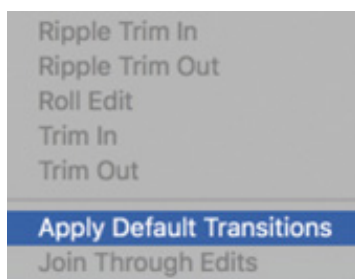 Ripple Trim In
Ripple Trim Out
Roll Edit
Trim In
Trim Out
Apply Default Transitions
Join Through Edits